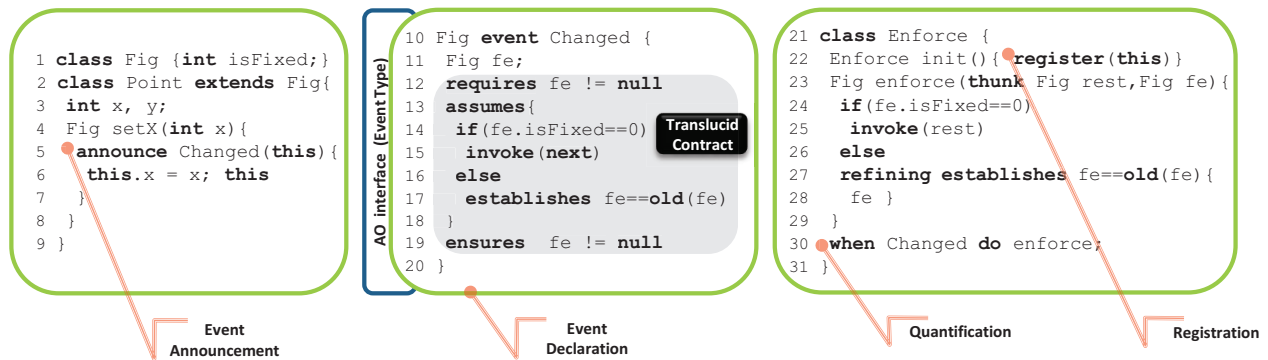 1 class Fig {int isFixed;}
2 class Point extends Fig{
3 int x, y;
4 Fig setX(int x){
5 announce Changed(this){
6 this.x = x; this
7 }
8 }
9 }
Event
Announcement
AO interface (Event Type)
10 Fig event Changed {
11 Fig fe;
12 requires fe != null
13 assumes{
14 if(fe.isFixed==0)
15 invoke(next)
16 else
17 establishes fe==old(fe)
18 }
19 ensures fe != null
20 }
Translucid
Contract
Event
Declaration
21 class Enforce {
22 Enforce init(){ register(this)}
23 Fig enforce(thunk Fig rest,Fig fe){
24 if(fe.isFixed==0)
25 invoke(rest)
26 else
27 refining establishes fe==old(fe){
28 fe }
29 }
30 when Changed do enforce;
31 }
Quantification
Registration